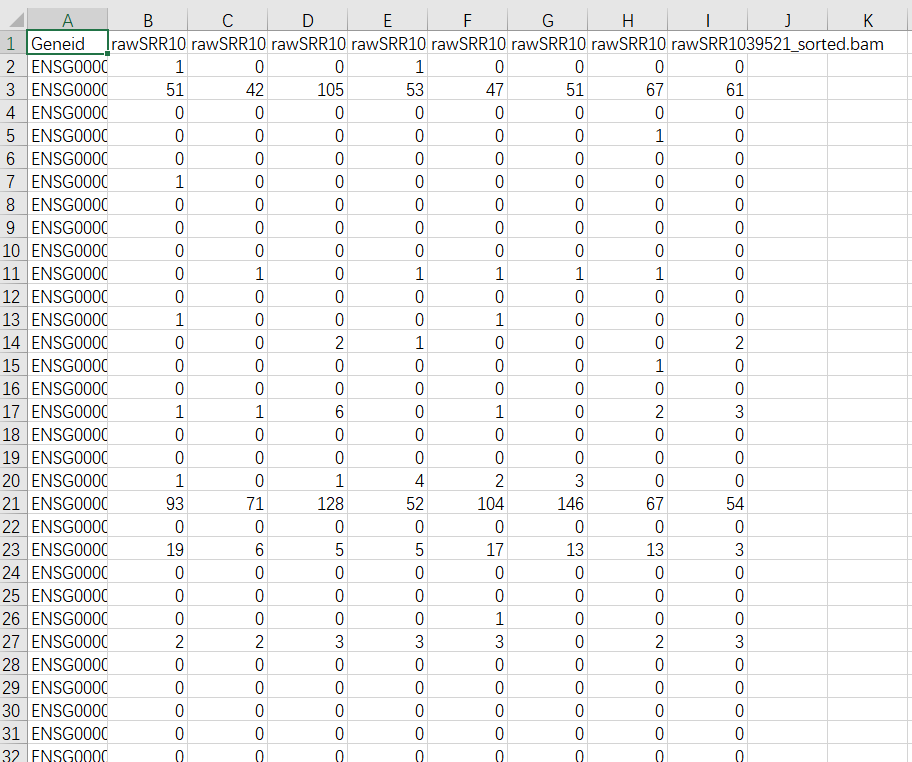 A B C D E F G H I J K
1 Geneid rawSRR10 rawSRR10 rawSRR10 rawSRR10 rawSRR10 rawSRR10 rawSRR10 rawSRR1039521_sorted.bam
2 ENSG0000 1 0 0 1 0 0 0 0
3 ENSG0000 51 42 105 53 47 51 67 61
4 ENSG0000 0 0 0 0 0 0 0 0
5 ENSG0000 0 0 0 0 0 0 1 0
6 ENSG0000 0 0 0 0 0 0 0 0
7 ENSG0000 1 0 0 0 0 0 0 0
8 ENSG0000 0 0 0 0 0 0 0 0
9 ENSG0000 0 0 0 0 0 0 0 0
10 ENSG0000 0 0 0 0 0 0 0 0
11 ENSG0000 0 1 0 1 1 1 1 0
12 ENSG0000 0 0 0 0 0 0 0 0
13 ENSG0000 1 0 0 0 1 0 0 0
14 ENSG0000 0 0 2 1 0 0 0 2
15 ENSG0000 0 0 0 0 0 0 1 0
16 ENSG0000 0 0 0 0 0 0 0 0
17 ENSG0000 1 1 6 0 1 0 2 3
18 ENSG0000 0 0 0 0 0 0 0 0
19 ENSG0000 0 0 0 0 0 0 0 0
20 ENSG0000 1 0 1 4 2 3 0 0
21 ENSG0000 93 71 128 52 104 146 67 54
22 ENSG0000 0 0 0 0 0 0 0 0
23 ENSG0000 19 6 5 5 17 13 13 3
24 ENSG0000 0 0 0 0 0 0 0 0
25 ENSG0000 0 0 0 0 0 0 0 0
26 ENSG0000 0 0 0 0 1 0 0 0
27 ENSG0000 2 2 3 3 3 0 2 3
28 ENSG0000 0 0 0 0 0 0 0 0
29 ENSG0000 0 0 0 0 0 0 0 0
30 ENSG0000 0 0 0 0 0 0 0 0
31 ENSG0000 0 0 0 0 0 0 0 0
32 ENSG0000 0 0 0 0 0 0 0 0